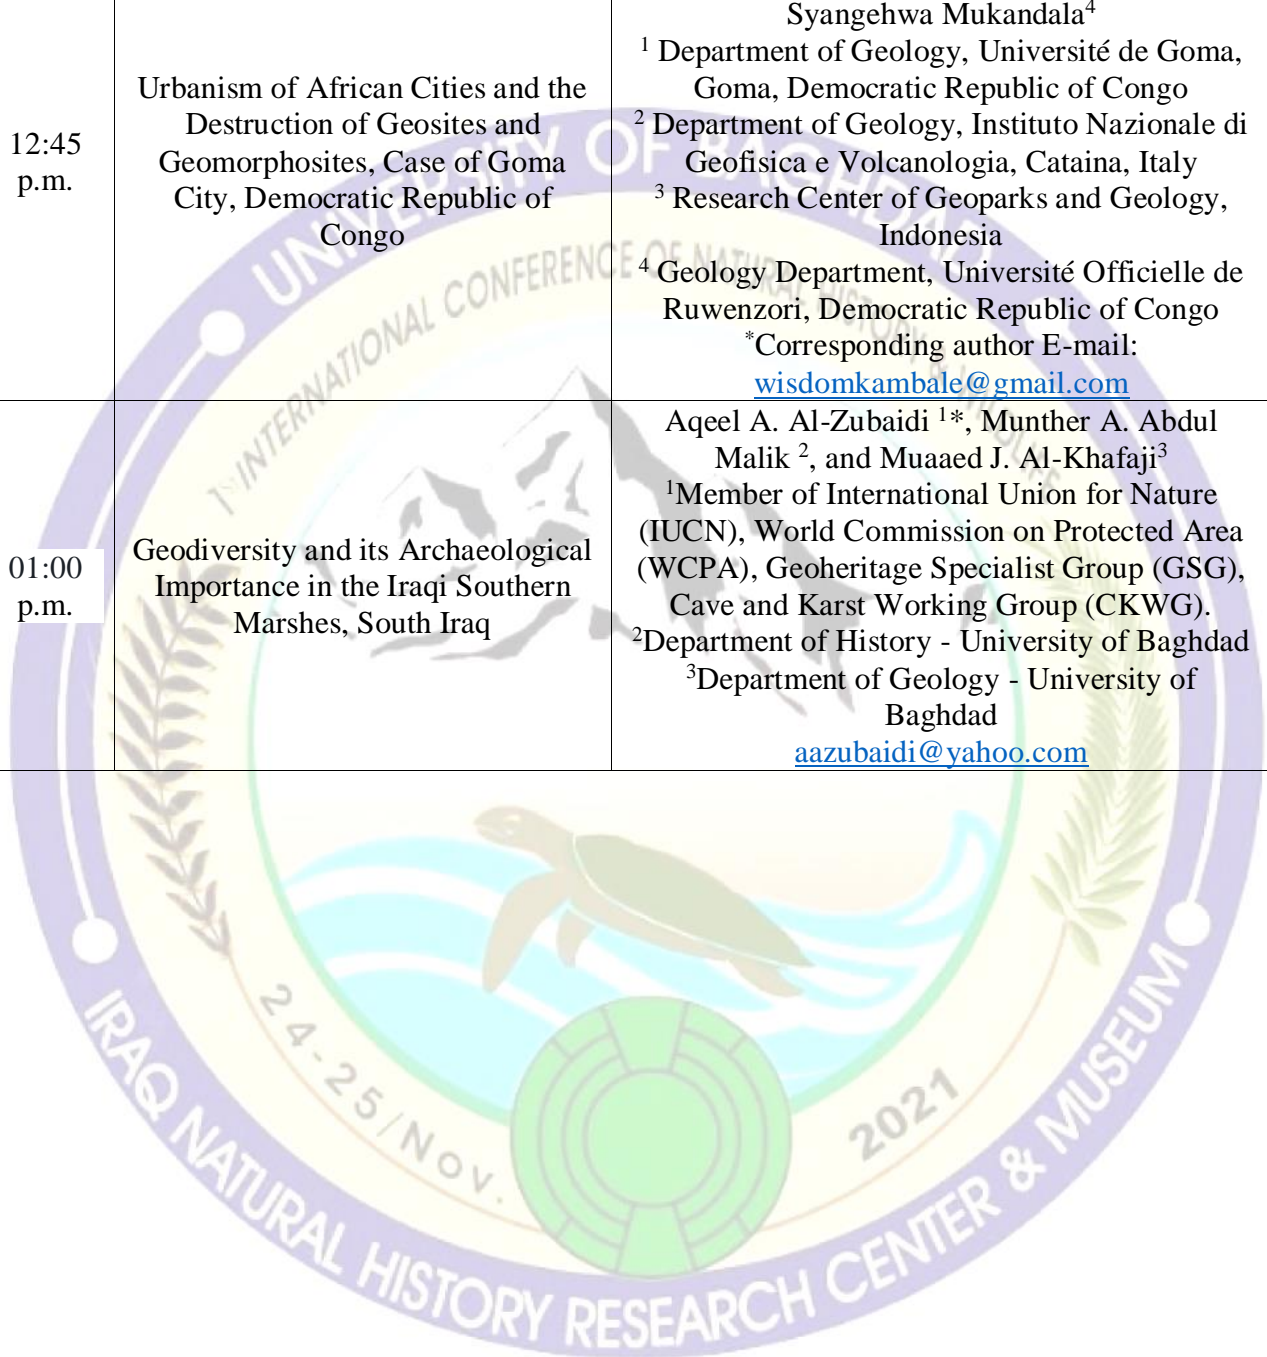 12:45
p.m.
Urbanism of African Cities and the
Destruction of Geosites and
Geomorphosites, Case of Goma
City, Democratic Republic of
Congo
Syangehwa Mukandala⁴
¹ Department of Geology, Université de Goma,
Goma, Democratic Republic of Congo
² Department of Geology, Instituto Nazionale di
Geofisica e Volcanologia, Cataina, Italy
³ Research Center of Geoparks and Geology,
Indonesia
⁴ Geology Department, Université Officielle de
Ruwenzori, Democratic Republic of Congo
*Corresponding author E-mail:
wisdomkambale@gmail.com
01:00
p.m.
Geodiversity and its Archaeological
Importance in the Iraqi Southern
Marshes, South Iraq
Aqeel A. Al-Zubaidi ¹*, Munther A. Abdul
Malik ², and Muaaed J. Al-Khafaji³
¹Member of International Union for Nature
(IUCN), World Commission on Protected Area
(WCPA), Geoheritage Specialist Group (GSG),
Cave and Karst Working Group (CKWG).
²Department of History - University of Baghdad
³Department of Geology - University of
Baghdad
aazubaidi@yahoo.com
UNIVERSITY OF BAGHDAD
1ST INTERNATIONAL CONFERENCE OF NATURAL HISTORY & WILDLIFE
24-25/Nov. 2021
IRAQ NATURAL HISTORY RESEARCH CENTER & MUSEUM